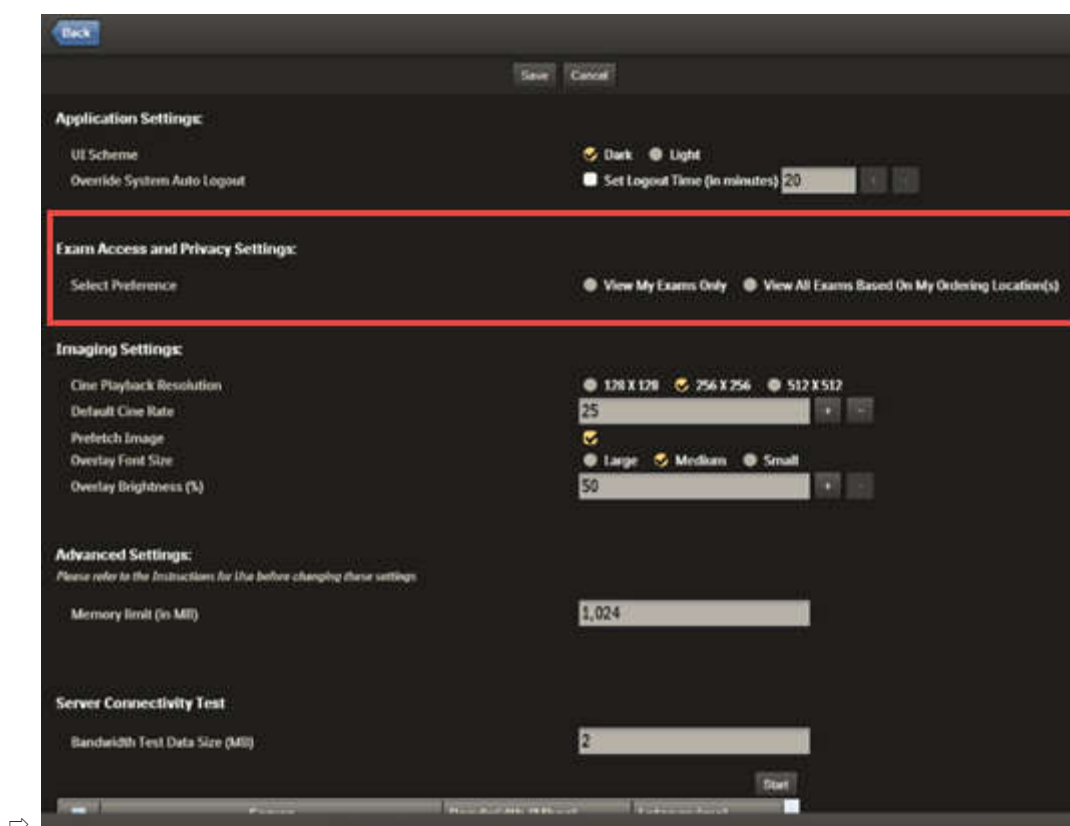 Back
Save Cancel
Application Settings:
UI Scheme Dark Light
Override System Auto Logout Set Logout Time (in minutes) 20
Exam Access and Privacy Settings:
Select Preference View My Exams Only View All Exams Based On My Ordering Location(s)
Imaging Settings:
Cine Playback Resolution 128 X 128 256 X 256 512 X 512
Default Cine Rate 25 + -
Prefetch Image
Overlay Font Size Large Medium Small
Overlay Brightness (%) 50 + -
Advanced Settings:
Please refer to the Instructions for Use before changing these settings
Memory limit (in MB) 1,024
Server Connectivity Test
Bandwidth Test Data Size (MB) 2
Start